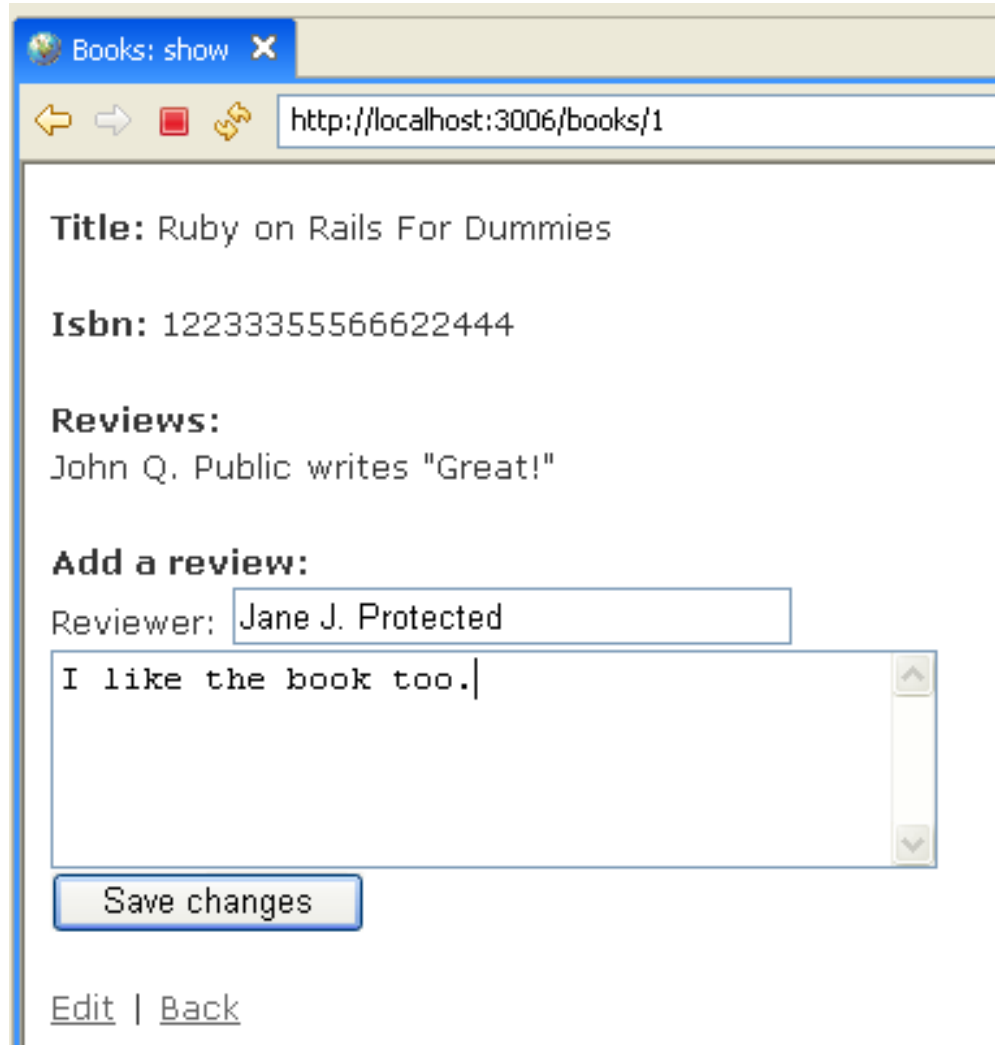 Books: show
http://localhost:3006/books/1
Title: Ruby on Rails For Dummies
Isbn: 12233355566622444
Reviews:
John Q. Public writes "Great!"
Add a review:
Reviewer: Jane J. Protected
I like the book too.
Save changes
Edit | Back